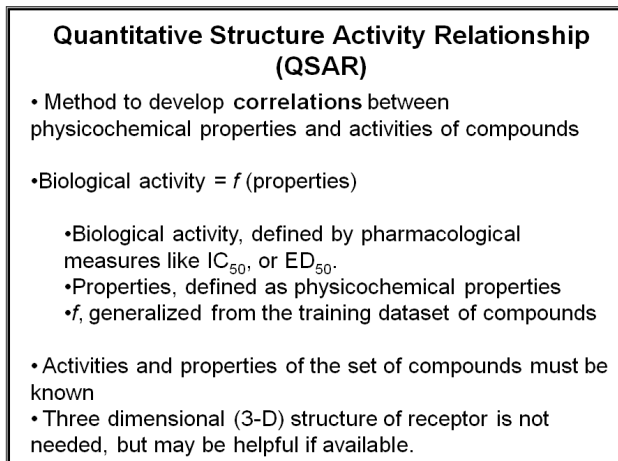 Quantitative Structure Activity Relationship
(QSAR)
• Method to develop correlations between
physicochemical properties and activities of compounds
•Biological activity = f (properties)
•Biological activity, defined by pharmacological
measures like IC50, or ED50.
•Properties, defined as physicochemical properties
•f, generalized from the training dataset of compounds
• Activities and properties of the set of compounds must be
known
• Three dimensional (3-D) structure of receptor is not
needed, but may be helpful if available.